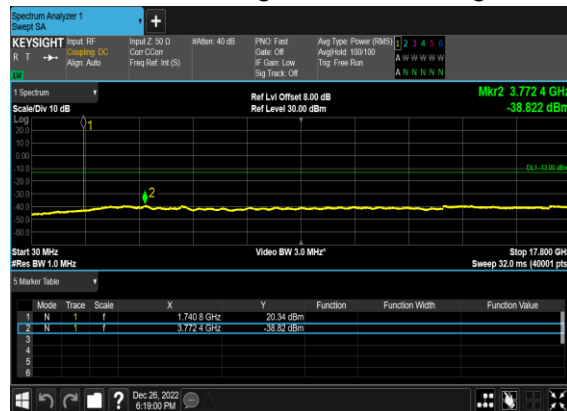 Spectrum Analyzer 1
Swept SA
+
KEYSIGHT Input: RF Input Z: 50 Ω #Atten: 40 dB PNO: Fast Avg Type: Power (RMS) 1 2 3 4 5 6
R T Coupling: DC Corr CCorr Gate: Off Avg|Hold: 100/100 A W W W W W
Align: Auto Freq Ref: Int (S) IF Gain: Low Trig: Free Run A N N N N N
Sig Track: Off
1 Spectrum Ref Lvl Offset 8.00 dB Mkr2 3.772 4 GHz
Scale/Div 10 dB Ref Level 30.00 dBm -38.822 dBm
Log
20.0 1
10.0
0.00
-10.0 DL1 -13.00 dBm
-20.0
-30.0 2
-40.0
-50.0
-60.0
Start 30 MHz Video BW 3.0 MHz* Stop 17.800 GHz
#Res BW 1.0 MHz Sweep 32.0 ms (40001 pts)
5 Marker Table
Mode Trace Scale X Y Function Function Width Function Value
1 N 1 f 1.740 8 GHz 20.34 dBm
2 N 1 f 3.772 4 GHz -38.82 dBm
3
4
5
6
? Dec 26, 2022
6:19:00 PM